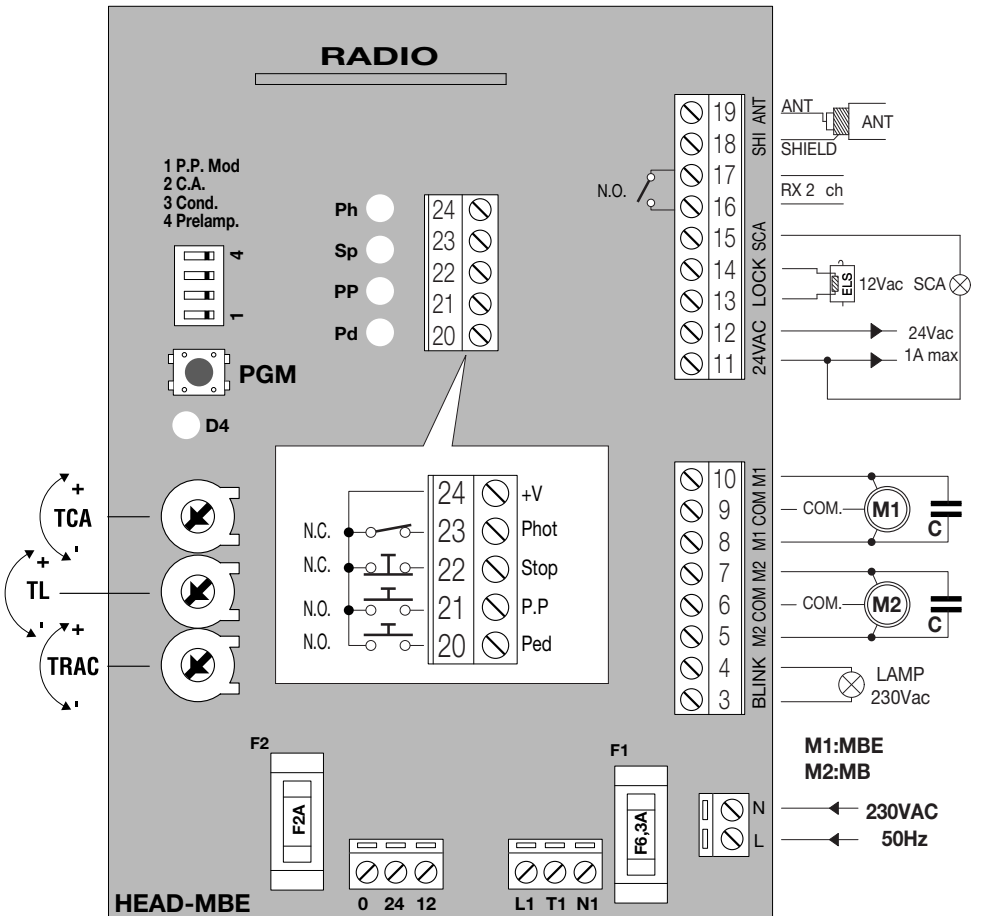 RADIO
1 P.P. Mod
2 C.A.
3 Cond.
4 Prelamp.
4
1
PGM
D4
Ph
Sp
PP
Pd
24
23
22
21
20
N.O.
19
18
17
16
15
14
13
12
11
SHI ANT
SCA
LOCK
24VAC
ANT
SHIELD
ANT
RX 2 ch
ELS
12Vac
SCA
24Vac
1A max
+
TCA
-
+
TL
-
+
TRAC
-
24 +V
N.C. 23 Phot
N.C. 22 Stop
N.O. 21 P.P
N.O. 20 Ped
10
9
8
7
6
5
4
3
M1 COM M1
M2 COM M2
BLINK
COM. M1 C
COM. M2 C
LAMP
230Vac
M1:MBE
M2:MB
F2
F2A
F1
F6,3A
N
L
230VAC
50Hz
HEAD-MBE
0 24 12
L1 T1 N1